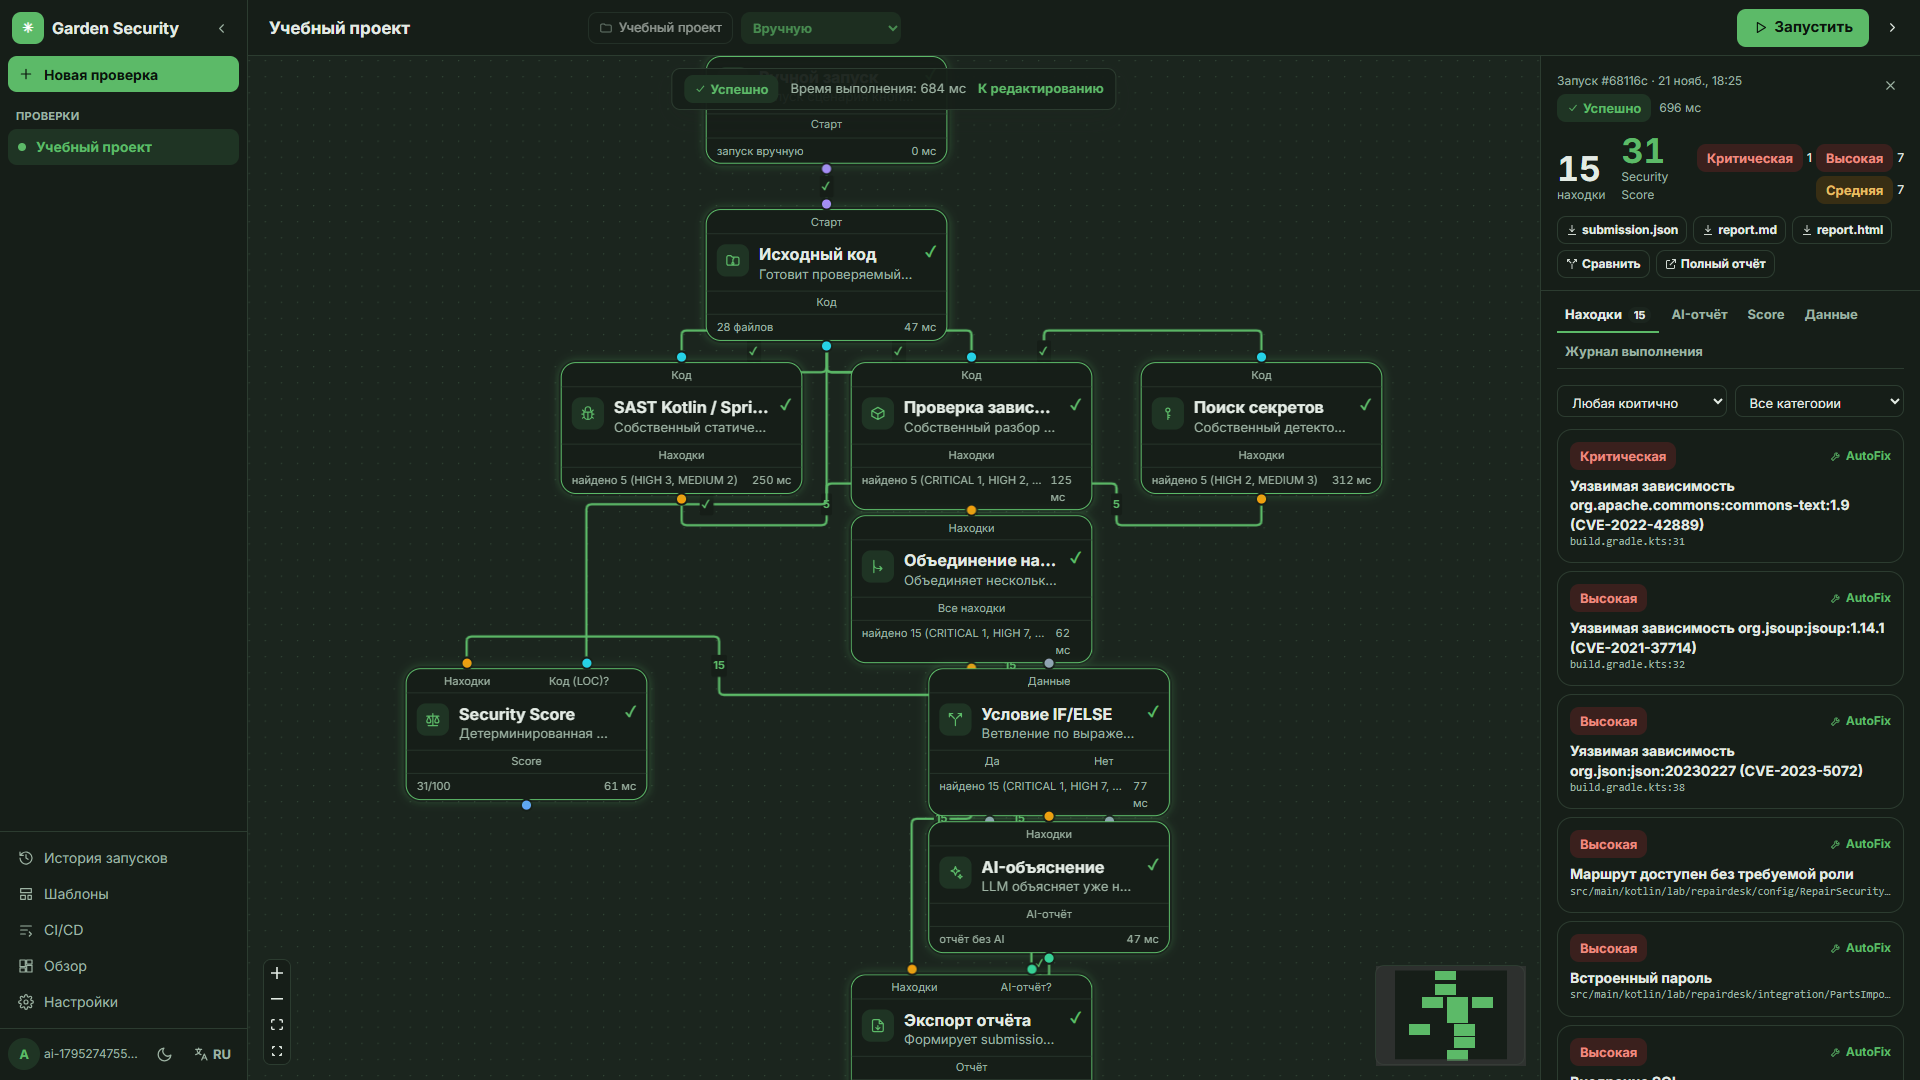 Garden Security
Новая проверка
ПРОВЕРКИ
Учебный проект
История запусков
Шаблоны
CI/CD
Обзор
Настройки
A
ai-1795274755...
RU
Учебный проект
Учебный проект
Вручную
Запустить
Успешно
Время выполнения: 684 мс
К редактированию
Старт
запуск вручную
0 мс
Старт
Исходный код
Готовит проверяемый...
Код
28 файлов
47 мс
Код
SAST Kotlin / Spri...
Собственный статиче...
Находки
найдено 5 (HIGH 3, MEDIUM 2)
250 мс
Код
Проверка завис...
Собственный разбор ...
Находки
найдено 5 (CRITICAL 1, HIGH 2, ...
125
мс
Код
Поиск секретов
Собственный детекто...
Находки
найдено 5 (HIGH 2, MEDIUM 3)
312 мс
5
5
Находки
Объединение на...
Объединяет нескольк...
Все находки
найдено 15 (CRITICAL 1, HIGH 7, ...
62
мс
15
15
Находки
Код (LOC)?
Security Score
Детерминированная ...
Score
31/100
61 мс
Данные
Условие IF/ELSE
Ветвление по выраже...
Да
Нет
найдено 15 (CRITICAL 1, HIGH 7, ...
77
мс
15
15
Находки
AI-объяснение
LLM объясняет уже н...
AI-отчёт
отчёт без AI
47 мс
Находки
AI-отчёт?
Экспорт отчёта
Формирует submissio...
Отчёт
Запуск #68116c · 21 нояб., 18:25
Успешно
696 мс
15
находки
31
Security
Score
Критическая 1
Высокая 7
Средняя 7
submission.json
report.md
report.html
Сравнить
Полный отчёт
Находки 15
AI-отчёт
Score
Данные
Журнал выполнения
Любая критично
Все категории
Критическая
AutoFix
Уязвимая зависимость
org.apache.commons:commons-text:1.9
(CVE-2022-42889)
build.gradle.kts:31
Высокая
AutoFix
Уязвимая зависимость org.jsoup:jsoup:1.14.1
(CVE-2021-37714)
build.gradle.kts:32
Высокая
AutoFix
Уязвимая зависимость
org.json:json:20230227 (CVE-2023-5072)
build.gradle.kts:38
Высокая
AutoFix
Маршрут доступен без требуемой роли
src/main/kotlin/lab/repairdesk/config/RepairSecurity...
Высокая
AutoFix
Встроенный пароль
src/main/kotlin/lab/repairdesk/integration/PartsImpo...
Высокая
AutoFix